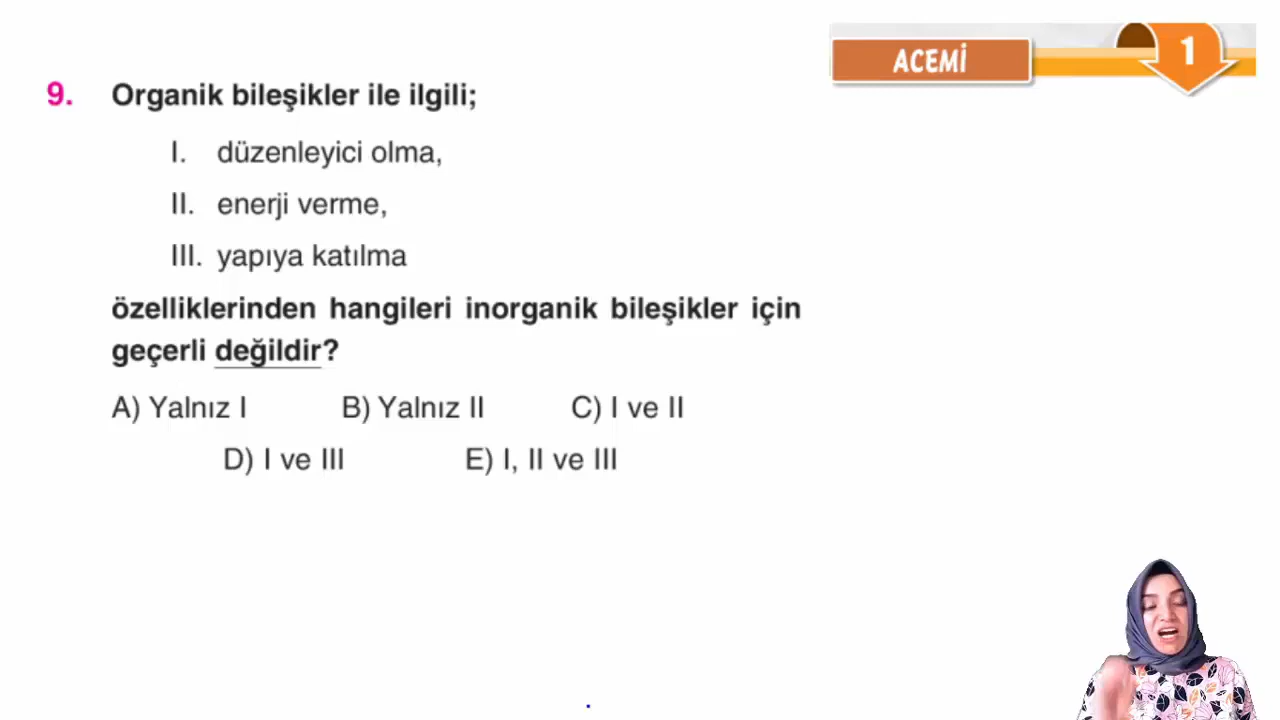 ACEMİ
1
9. Organik bileşikler ile ilgili;
I. düzenleyici olma,
II. enerji verme,
III. yapıya katılma
özelliklerinden hangileri inorganik bileşikler için
geçerli değildir?
A) Yalnız I B) Yalnız II C) I ve II
D) I ve III E) I, II ve III